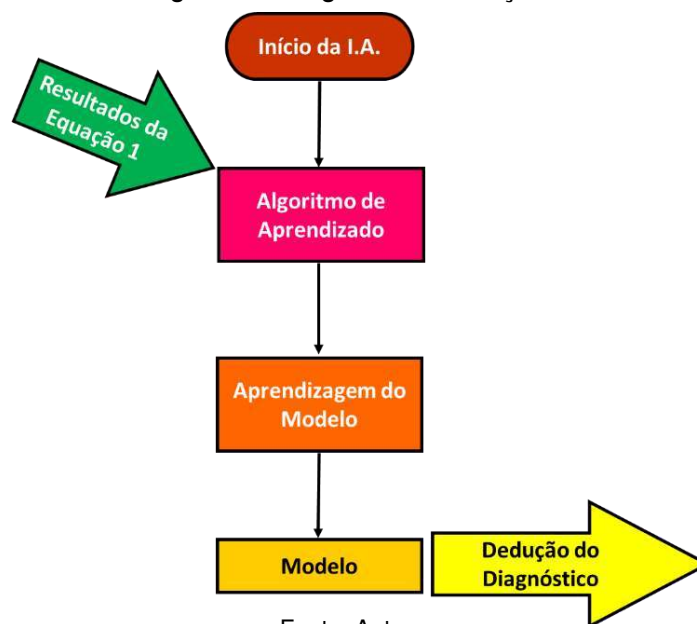 Início da I.A.
Resultados da
Equação 1
Algoritmo de
Aprendizado
Aprendizagem do
Modelo
Modelo
Dedução do
Diagnóstico